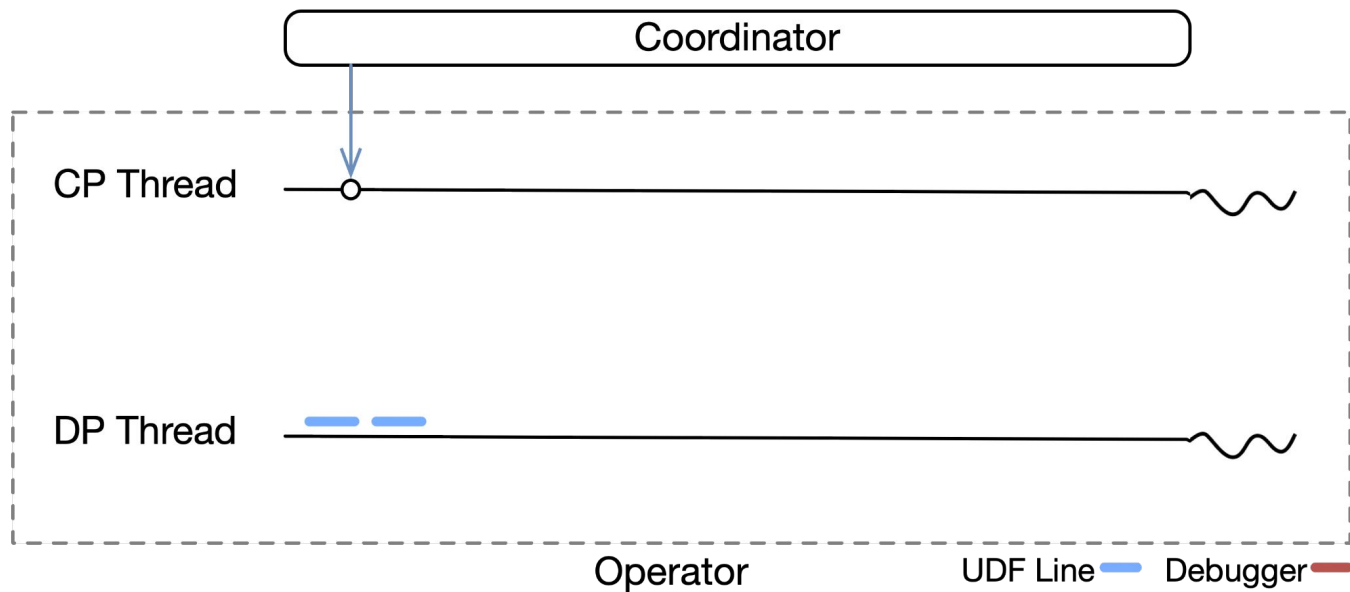 Coordinator
CP Thread
DP Thread
Operator
UDF Line
Debugger